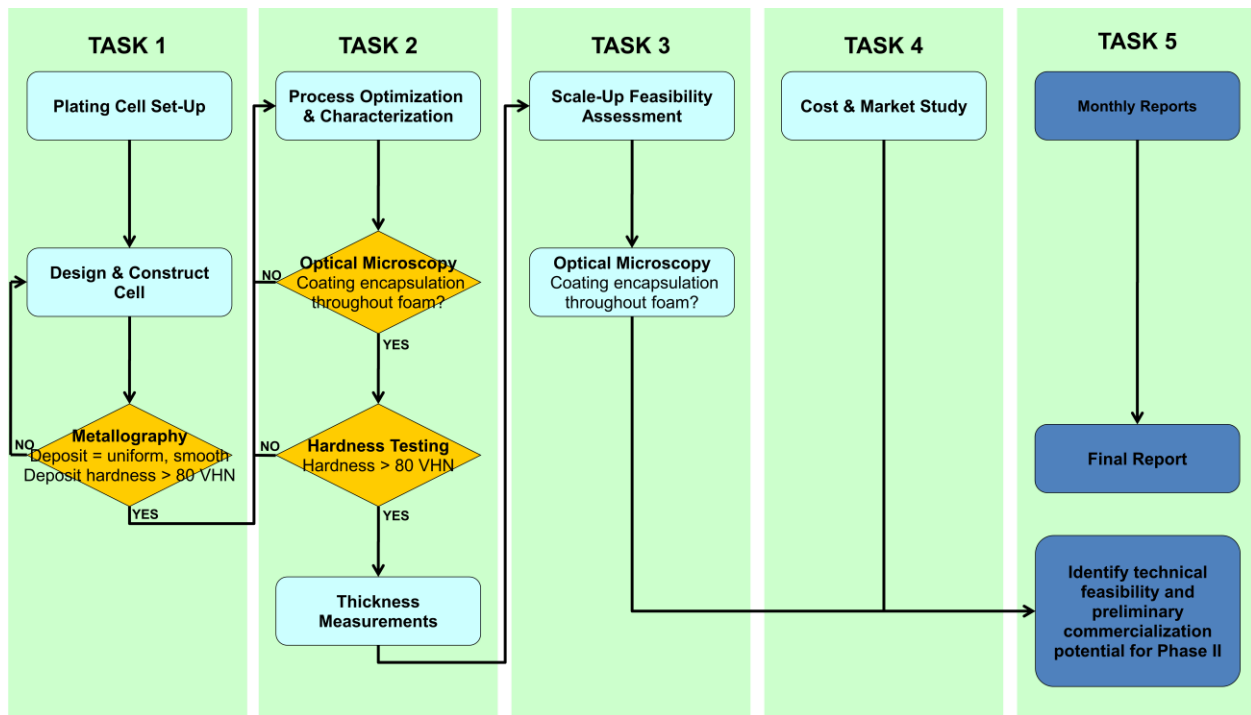 TASK 1
Plating Cell Set-Up
Design & Construct
Cell
NO
Metallography
Deposit = uniform, smooth
Deposit hardness > 80 VHN
YES
TASK 2
Process Optimization
& Characterization
NO
Optical Microscopy
Coating encapsulation
throughout foam?
YES
NO
Hardness Testing
Hardness > 80 VHN
YES
Thickness
Measurements
TASK 3
Scale-Up Feasibility
Assessment
Optical Microscopy
Coating encapsulation
throughout foam?
TASK 4
Cost & Market Study
TASK 5
Monthly Reports
Final Report
Identify technical
feasibility and
preliminary
commercialization
potential for Phase II